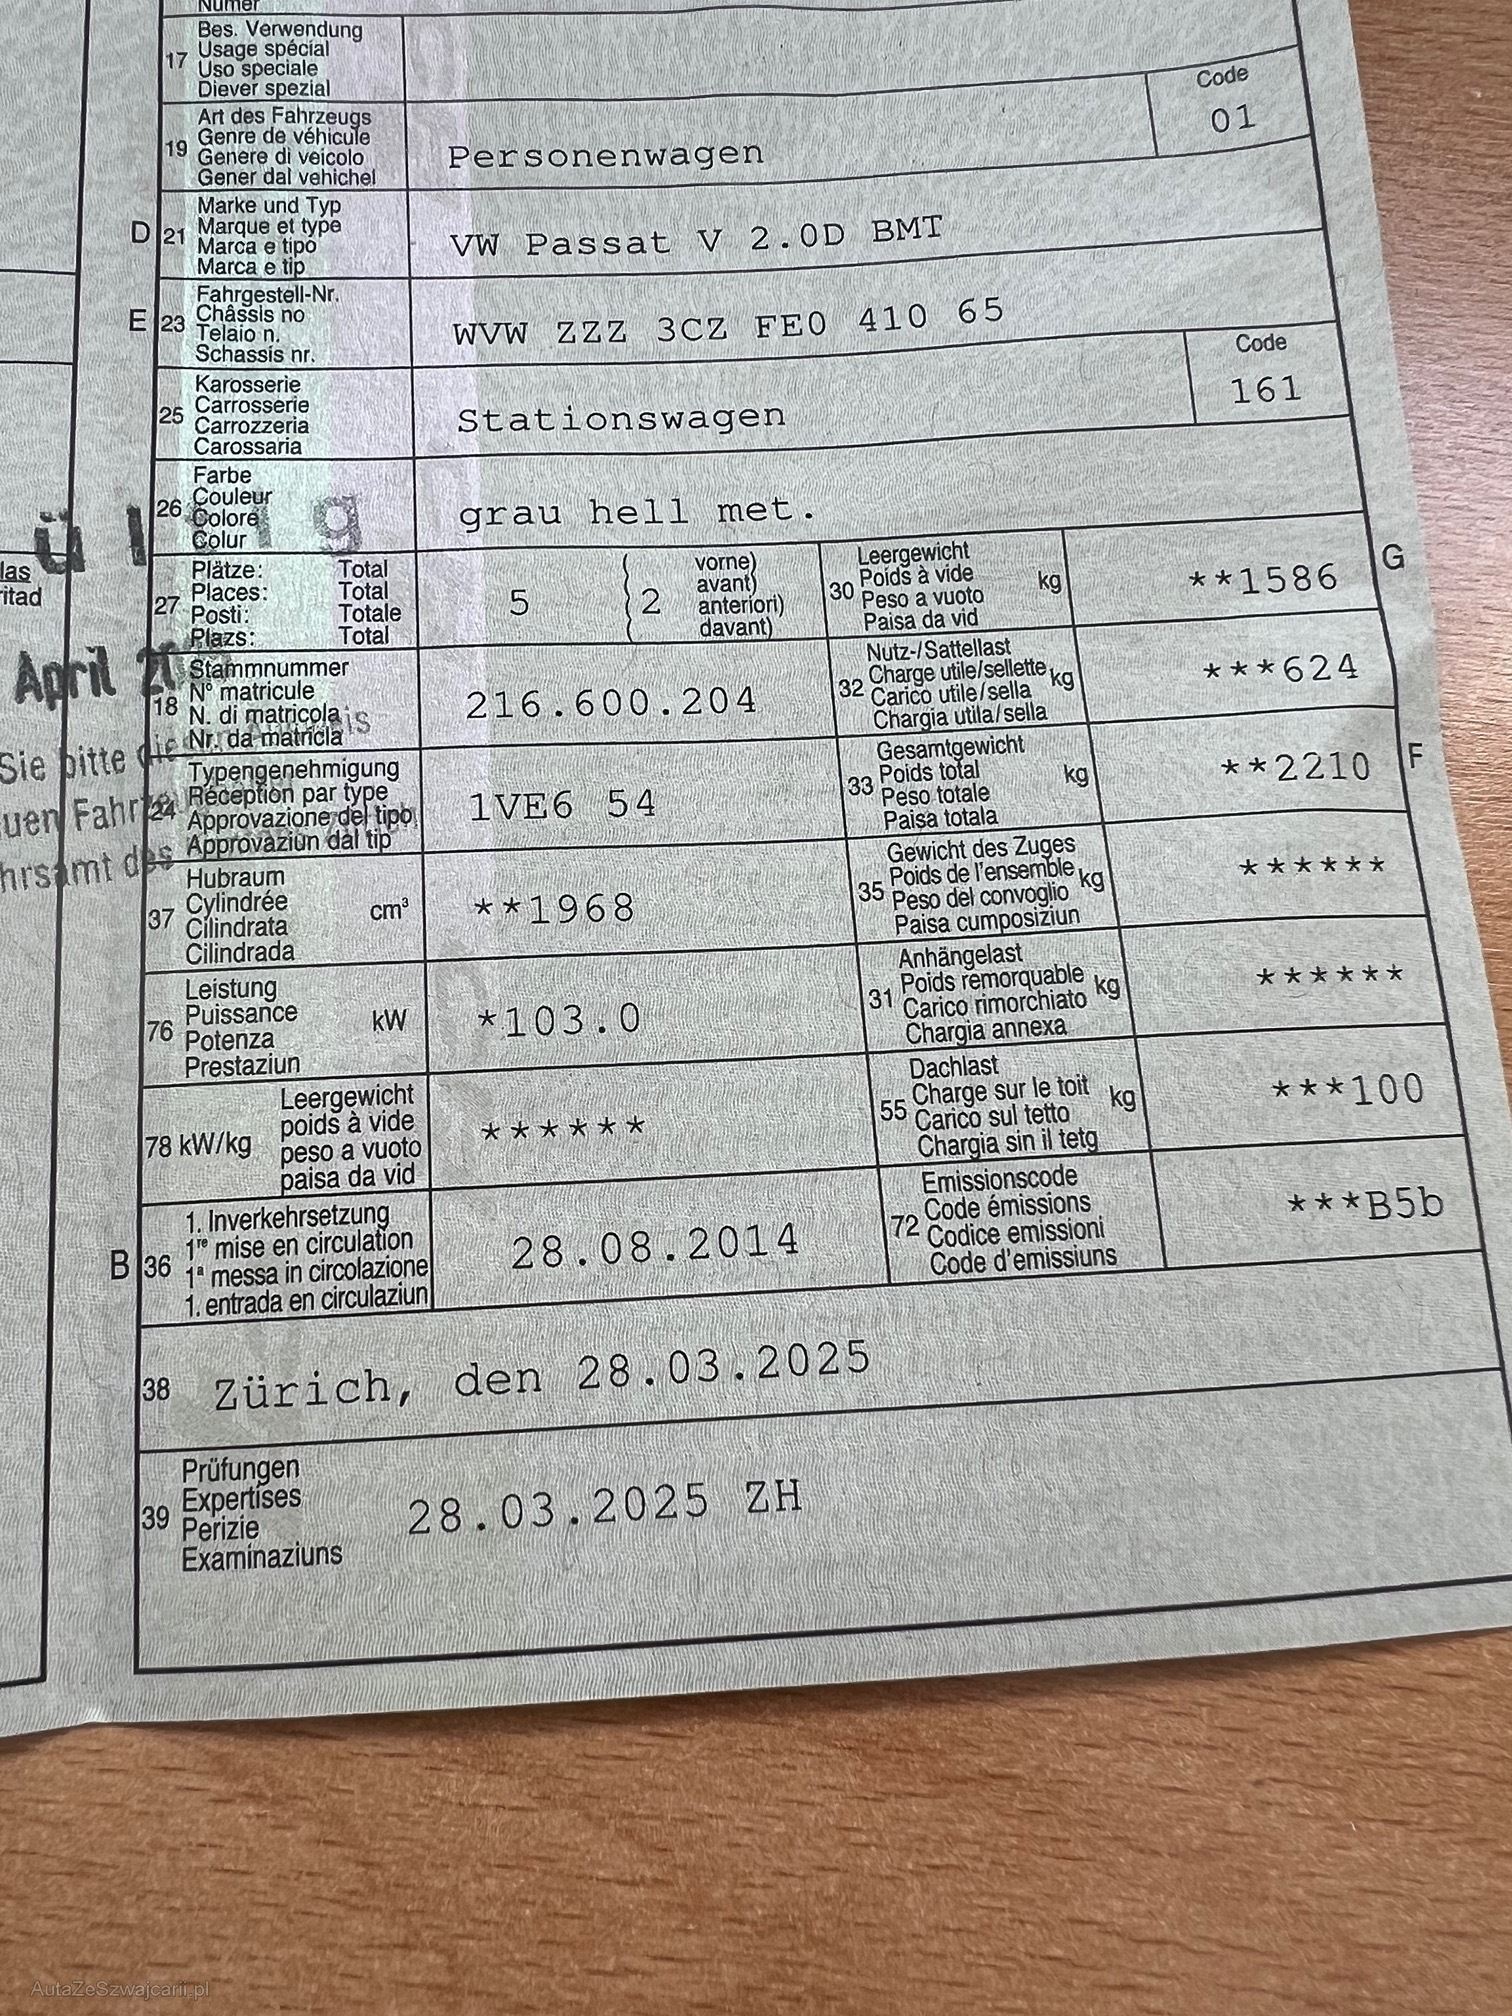 Numer
17 Bes. Verwendung
Usage spécial
Uso speciale
Diever spezial
Code
01
19 Art des Fahrzeugs
Genre de véhicule
Genere di veicolo
Gener dal vehichel
Personenwagen
D 21 Marke und Typ
Marque et type
Marca e tipo
Marca e tip
VW Passat V 2.0D BMT
E 23 Fahrgestell-Nr.
Châssis no
Telaio n.
Schassis nr.
WVW ZZZ 3CZ FE0 410 65
25 Karosserie
Carrosserie
Carrozzeria
Carossaria
Stationswagen
Code
161
26 Farbe
Couleur
Colore
Colur
grau hell met.
las
ritad
27 Plätze: Total
Places: Total
Posti: Totale
Plazs: Total
5
2 vorne)
avant)
anteriori)
davant)
30 Leergewicht
Poids à vide
Peso a vuoto
Paisa da vid
kg
**1586
G
April
18 Stammnummer
N° matricule
N. di matricola
Nr. da matricla
216.600.204
32 Nutz-/Sattellast
Charge utile/sellette
Carico utile/sella
Chargia utila/sella
kg
***624
Sie bitte
24 Typengenehmigung
Réception par type
Approvazione del tipo
Approvaziun dal tip
1VE6 54
33 Gesamtgewicht
Poids total
Peso totale
Paisa totala
kg
**2210
F
uen
hrsamt des
37 Hubraum
Cylindrée
Cilindrata
Cilindrada
cm³
**1968
35 Gewicht des Zuges
Poids de l'ensemble
Peso del convoglio
Paisa cumposiziun
kg
******
76 Leistung
Puissance
Potenza
Prestaziun
kW
*103.0
31 Anhängelast
Poids remorquable
Carico rimorchiato
Chargia annexa
kg
******
78 kW/kg
Leergewicht
poids à vide
peso a vuoto
paisa da vid
******
55 Dachlast
Charge sur le toit
Carico sul tetto
Chargia sin il tetg
kg
***100
B 36 1. Inverkehrsetzung
1re mise en circulation
1a messa in circolazione
1. entrada en circulaziun
28.08.2014
72 Emissionscode
Code émissions
Codice emissioni
Code d'emissiuns
***B5b
38 Zürich, den 28.03.2025
39 Prüfungen
Expertises
Perizie
Examinaziuns
28.03.2025 ZH
AutaZeSzwajcarii.pl